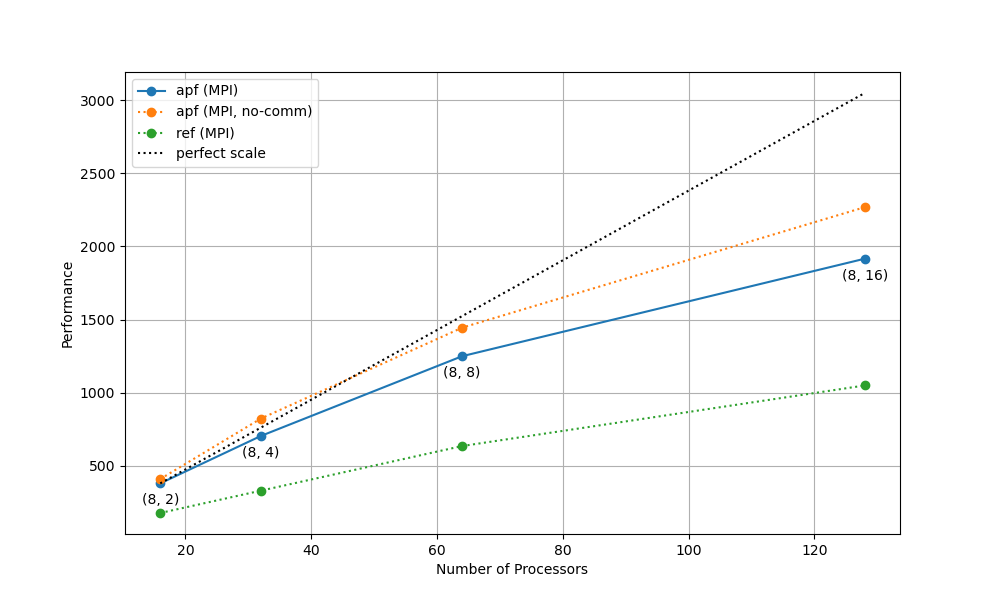 apf (MPI)
apf (MPI, no-comm)
ref (MPI)
perfect scale
3000
2500
2000
1500
1000
500
Performance
(8, 2)
(8, 4)
(8, 8)
(8, 16)
20
40
60
80
100
120
Number of Processors